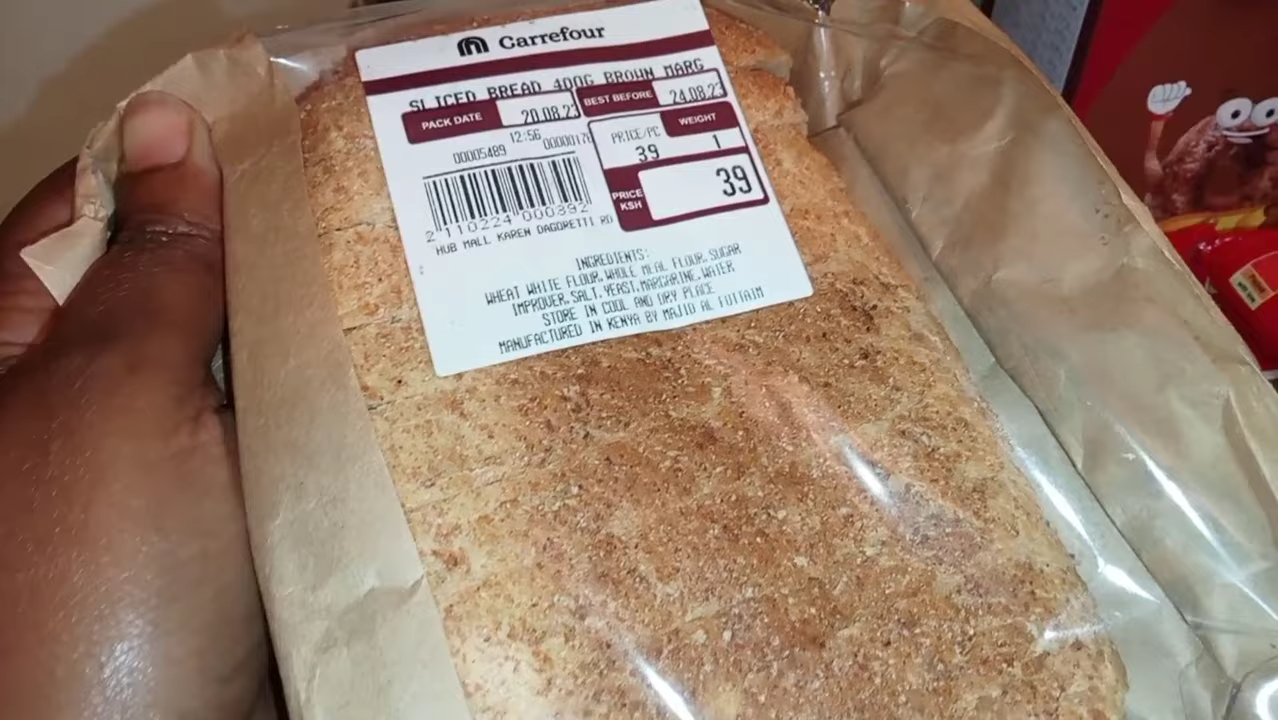 Carrefour
SLICED BREAD 400G BROWN MARG
PACK DATE 20.08.23 BEST BEFORE 24.08.23
12:56
00005489 0000017
PRICE/PC WEIGHT
39 1
PRICE KSH 39
2 110224 000392
HUB MALL KAREN DAGORETTI RD
INGREDIENTS:
WHEAT WHITE FLOUR, WHOLE MEAL FLOUR, SUGAR
IMPROVER, SALT, YEAST, MARGARINE, WATER
STORE IN COOL AND DRY PLACE
MANUFACTURED IN KENYA BY MAJID AL FUTTAIM